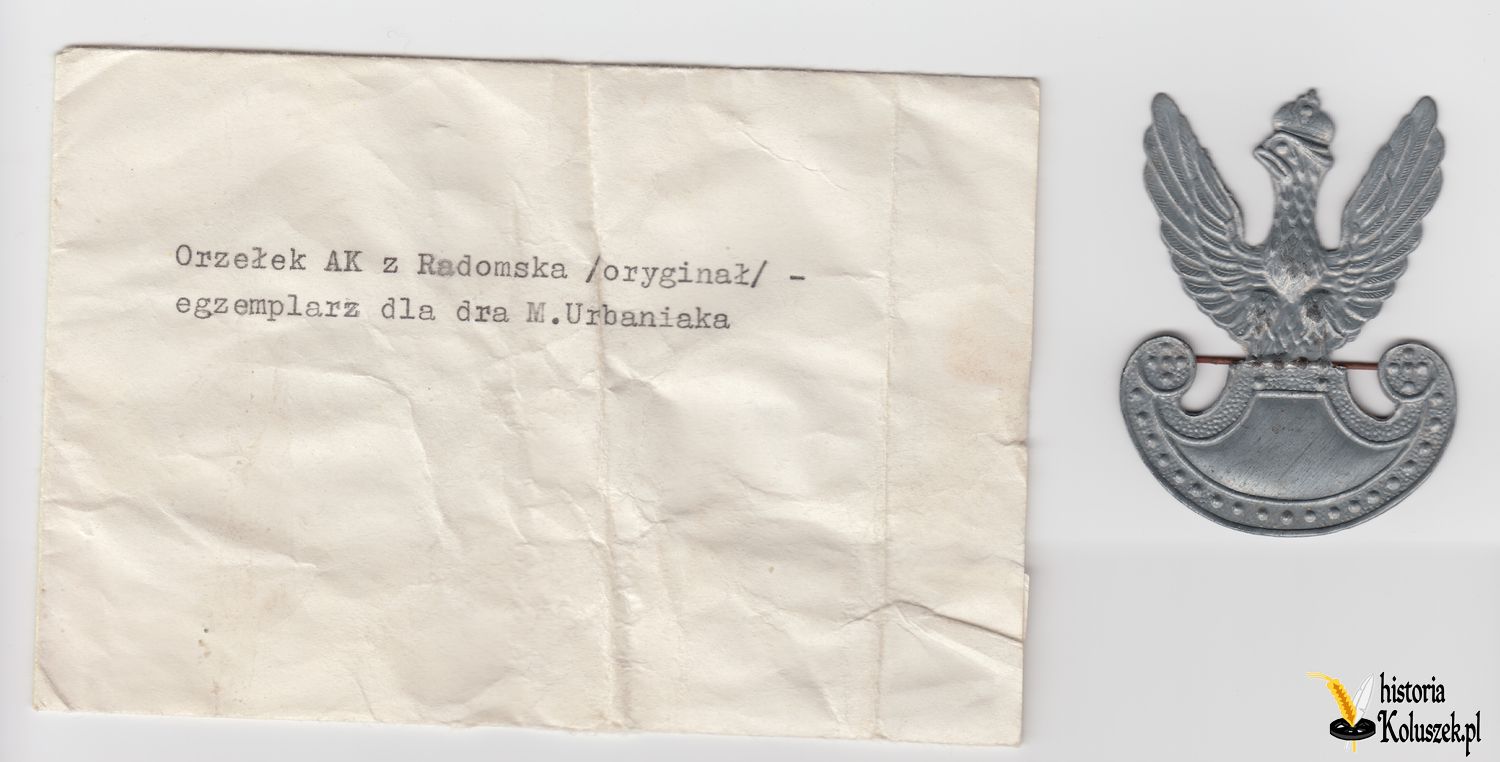 Orzełek AK z Radomska /oryginał/ -
egzemplarz dla dra M.Urbaniaka
historia
Koluszek.pl